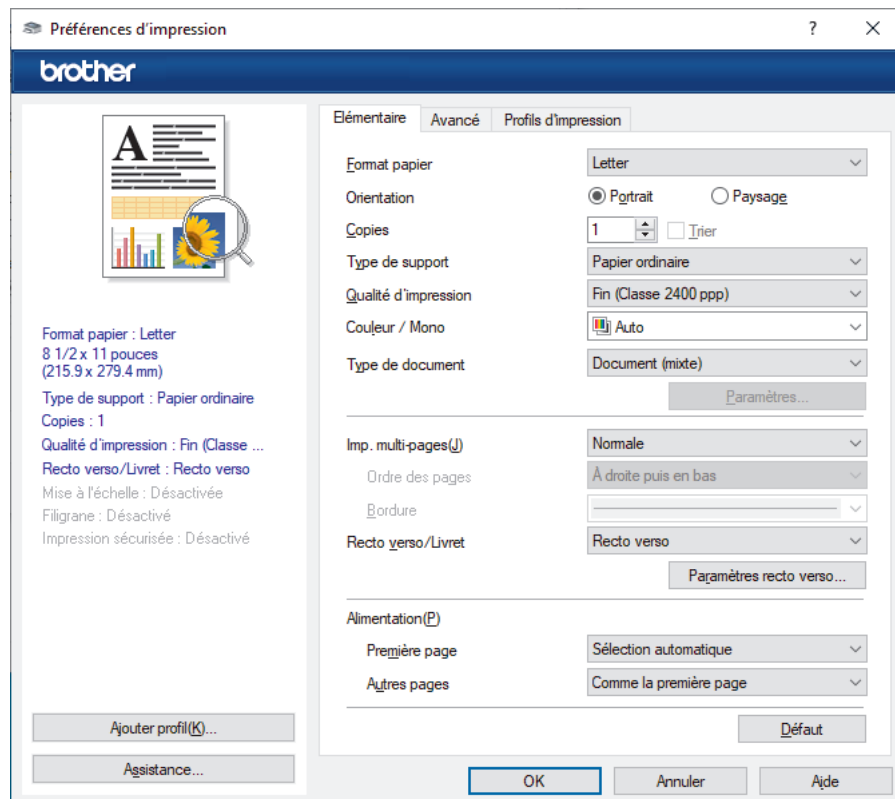 Préférences d'impression
?
brother
A
Format papier : Letter
8 1/2 x 11 pouces
(215.9 x 279.4 mm)
Type de support : Papier ordinaire
Copies : 1
Qualité d'impression : Fin (Classe ...
Recto verso/Livret : Recto verso
Mise à l'échelle : Désactivée
Filigrane : Désactivé
Impression sécurisée : Désactivé
Ajouter profil(K)...
Assistance...
Elémentaire Avancé Profils d'impression
Format papier Letter
Orientation Portrait Paysage
Copies 1 Trier
Type de support Papier ordinaire
Qualité d'impression Fin (Classe 2400 ppp)
Couleur / Mono Auto
Type de document Document (mixte)
Paramètres...
Imp. multi-pages(J) Normale
Ordre des pages À droite puis en bas
Bordure
Recto verso/Livret Recto verso
Paramètres recto verso...
Alimentation(P)
Première page Sélection automatique
Autres pages Comme la première page
Défaut
OK Annuler Aide